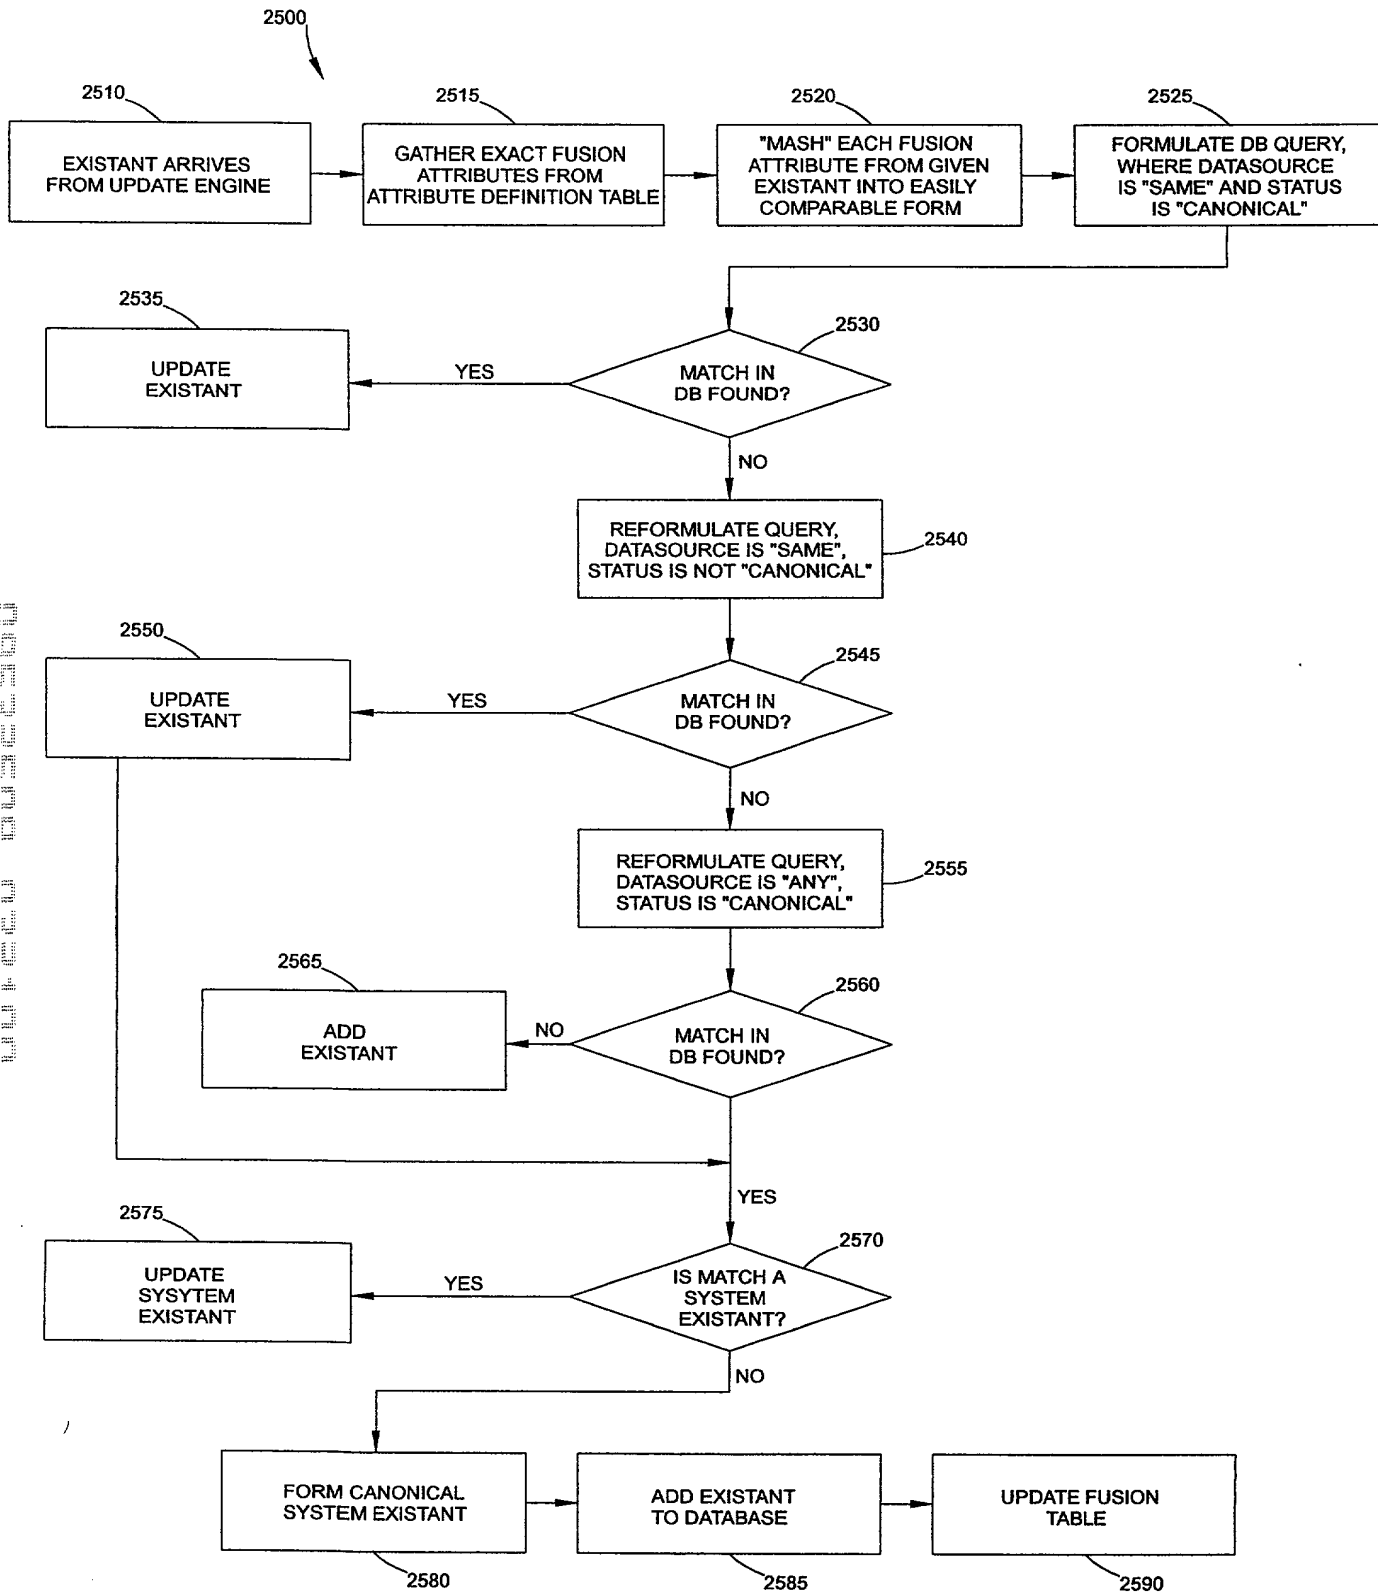 2500
2510
2515
2520
2525
EXISTANT ARRIVES
FROM UPDATE ENGINE
GATHER EXACT FUSION
ATTRIBUTES FROM
ATTRIBUTE DEFINITION TABLE
"MASH" EACH FUSION
ATTRIBUTE FROM GIVEN
EXISTANT INTO EASILY
COMPARABLE FORM
FORMULATE DB QUERY,
WHERE DATASOURCE
IS "SAME" AND STATUS
IS "CANONICAL"
2535
2530
UPDATE
EXISTANT
YES
MATCH IN
DB FOUND?
NO
REFORMULATE QUERY,
DATASOURCE IS "SAME",
STATUS IS NOT "CANONICAL"
2540
2550
2545
UPDATE
EXISTANT
YES
MATCH IN
DB FOUND?
NO
REFORMULATE QUERY,
DATASOURCE IS "ANY",
STATUS IS "CANONICAL"
2555
2565
2560
ADD
EXISTANT
NO
MATCH IN
DB FOUND?
YES
2575
2570
UPDATE
SYSYTEM
EXISTANT
YES
IS MATCH A
SYSTEM
EXISTANT?
NO
FORM CANONICAL
SYSTEM EXISTANT
ADD EXISTANT
TO DATABASE
UPDATE FUSION
TABLE
2580
2585
2590